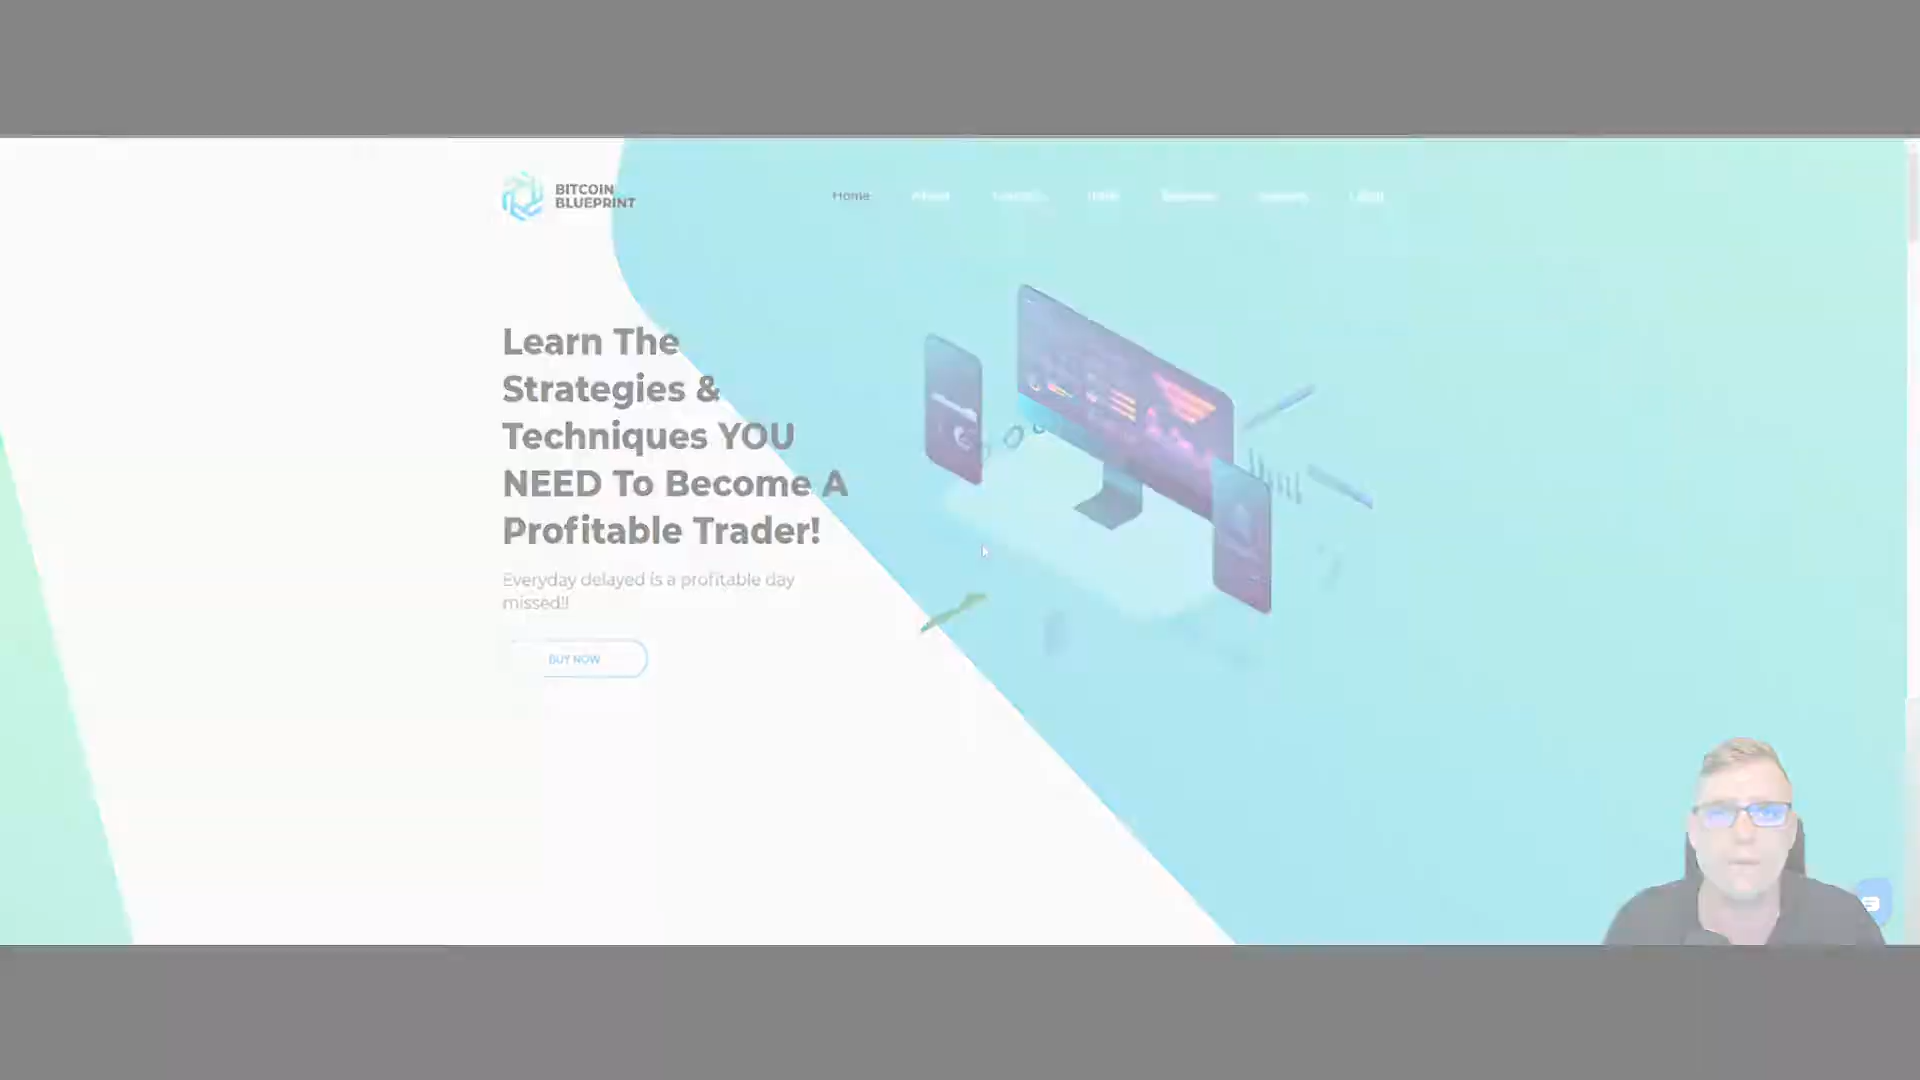 BITCOIN
BLUEPRINT
Home
Learn The
Strategies &
Techniques YOU
NEED To Become A
Profitable Trader!
Everyday delayed is a profitable day
missed!!
BUY NOW